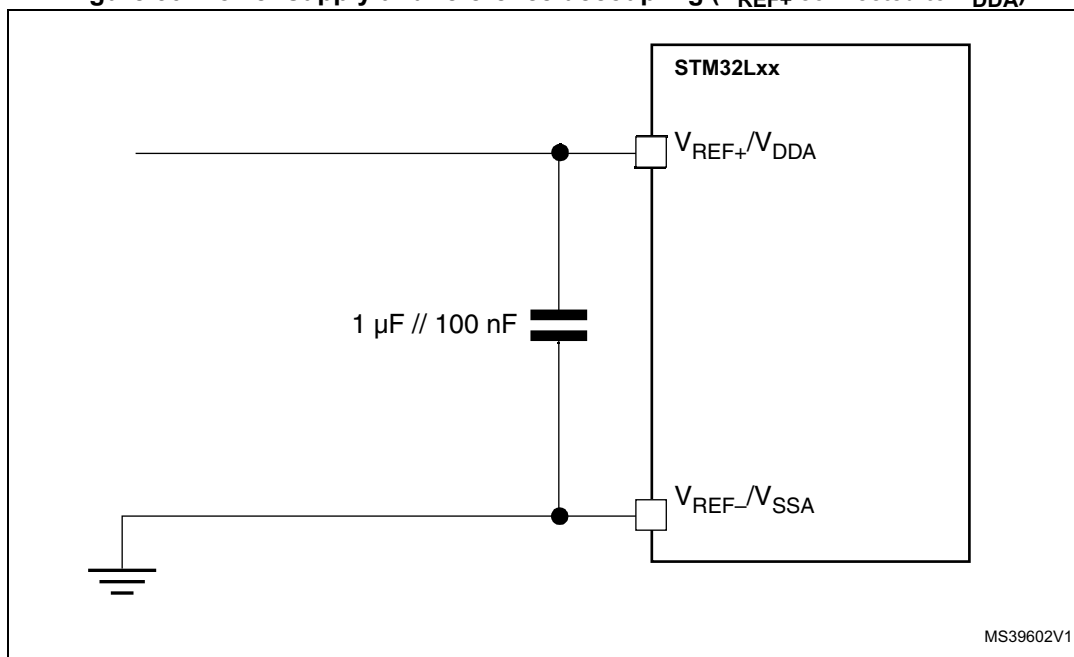 STM32Lxx
VREF+/VDDA
1 µF // 100 nF
VREF–/VSSA
MS39602V1